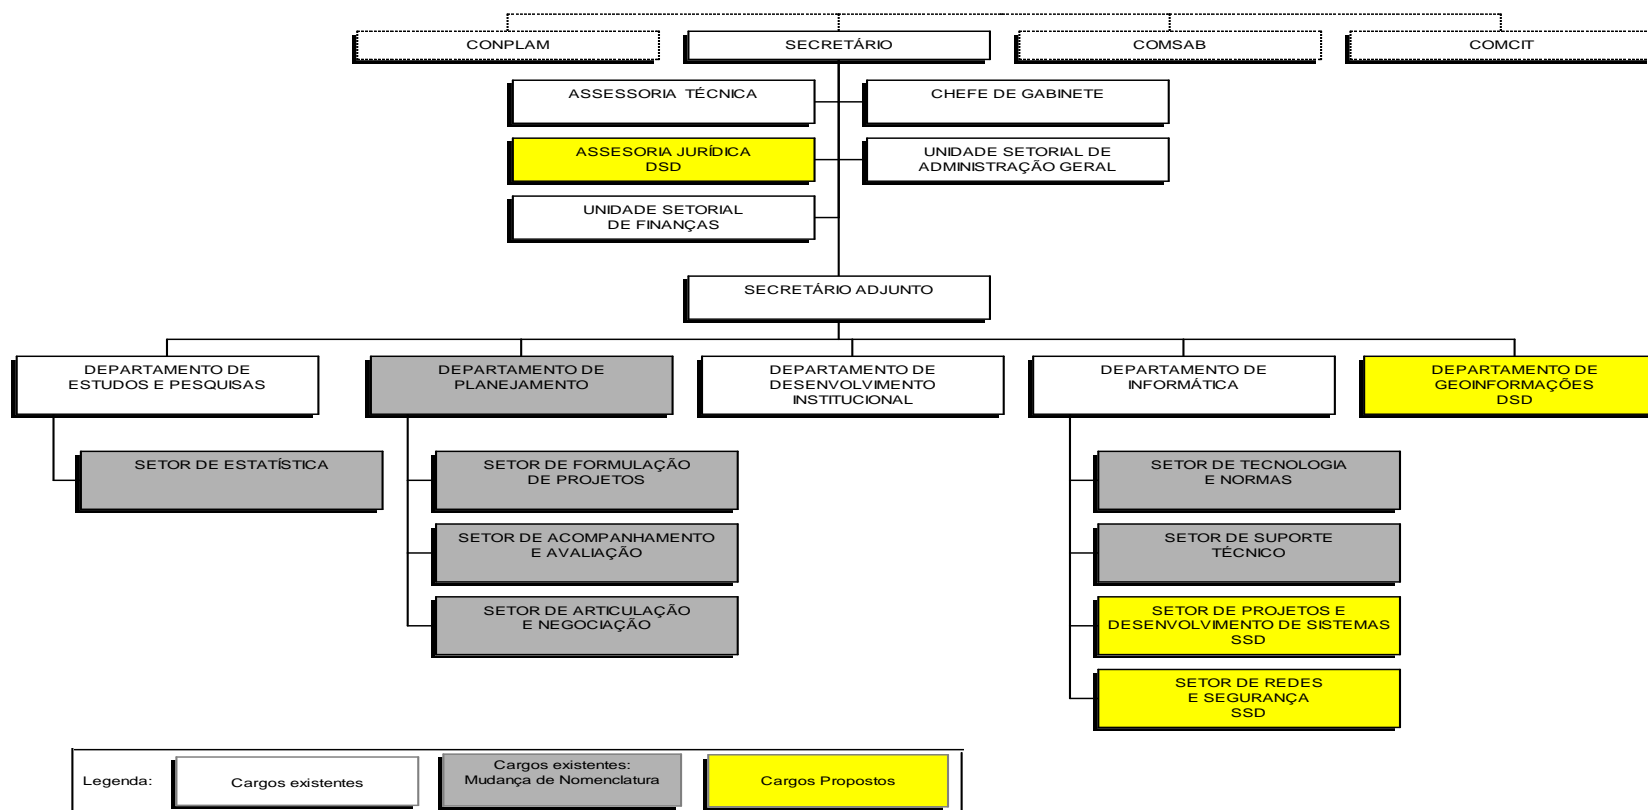 CONPLAM
SECRETÁRIO
COMSAB
COMCIT
ASSESSORIA TÉCNICA
CHEFE DE GABINETE
ASSESORIA JURÍDICA
DSD
UNIDADE SETORIAL DE
ADMINISTRAÇÃO GERAL
UNIDADE SETORIAL
DE FINANÇAS
SECRETÁRIO ADJUNTO
DEPARTAMENTO DE
ESTUDOS E PESQUISAS
DEPARTAMENTO DE
PLANEJAMENTO
DEPARTAMENTO DE
DESENVOLVIMENTO
INSTITUCIONAL
DEPARTAMENTO DE
INFORMÁTICA
DEPARTAMENTO DE
GEOINFORMAÇÕES
DSD
SETOR DE ESTATÍSTICA
SETOR DE FORMULAÇÃO
DE PROJETOS
SETOR DE ACOMPANHAMENTO
E AVALIAÇÃO
SETOR DE ARTICULAÇÃO
E NEGOCIAÇÃO
SETOR DE TECNOLOGIA
E NORMAS
SETOR DE SUPORTE
TÉCNICO
SETOR DE PROJETOS E
DESENVOLVIMENTO DE SISTEMAS
SSD
SETOR DE REDES
E SEGURANÇA
SSD
Legenda:
Cargos existentes
Cargos existentes:
Mudança de Nomenclatura
Cargos Propostos